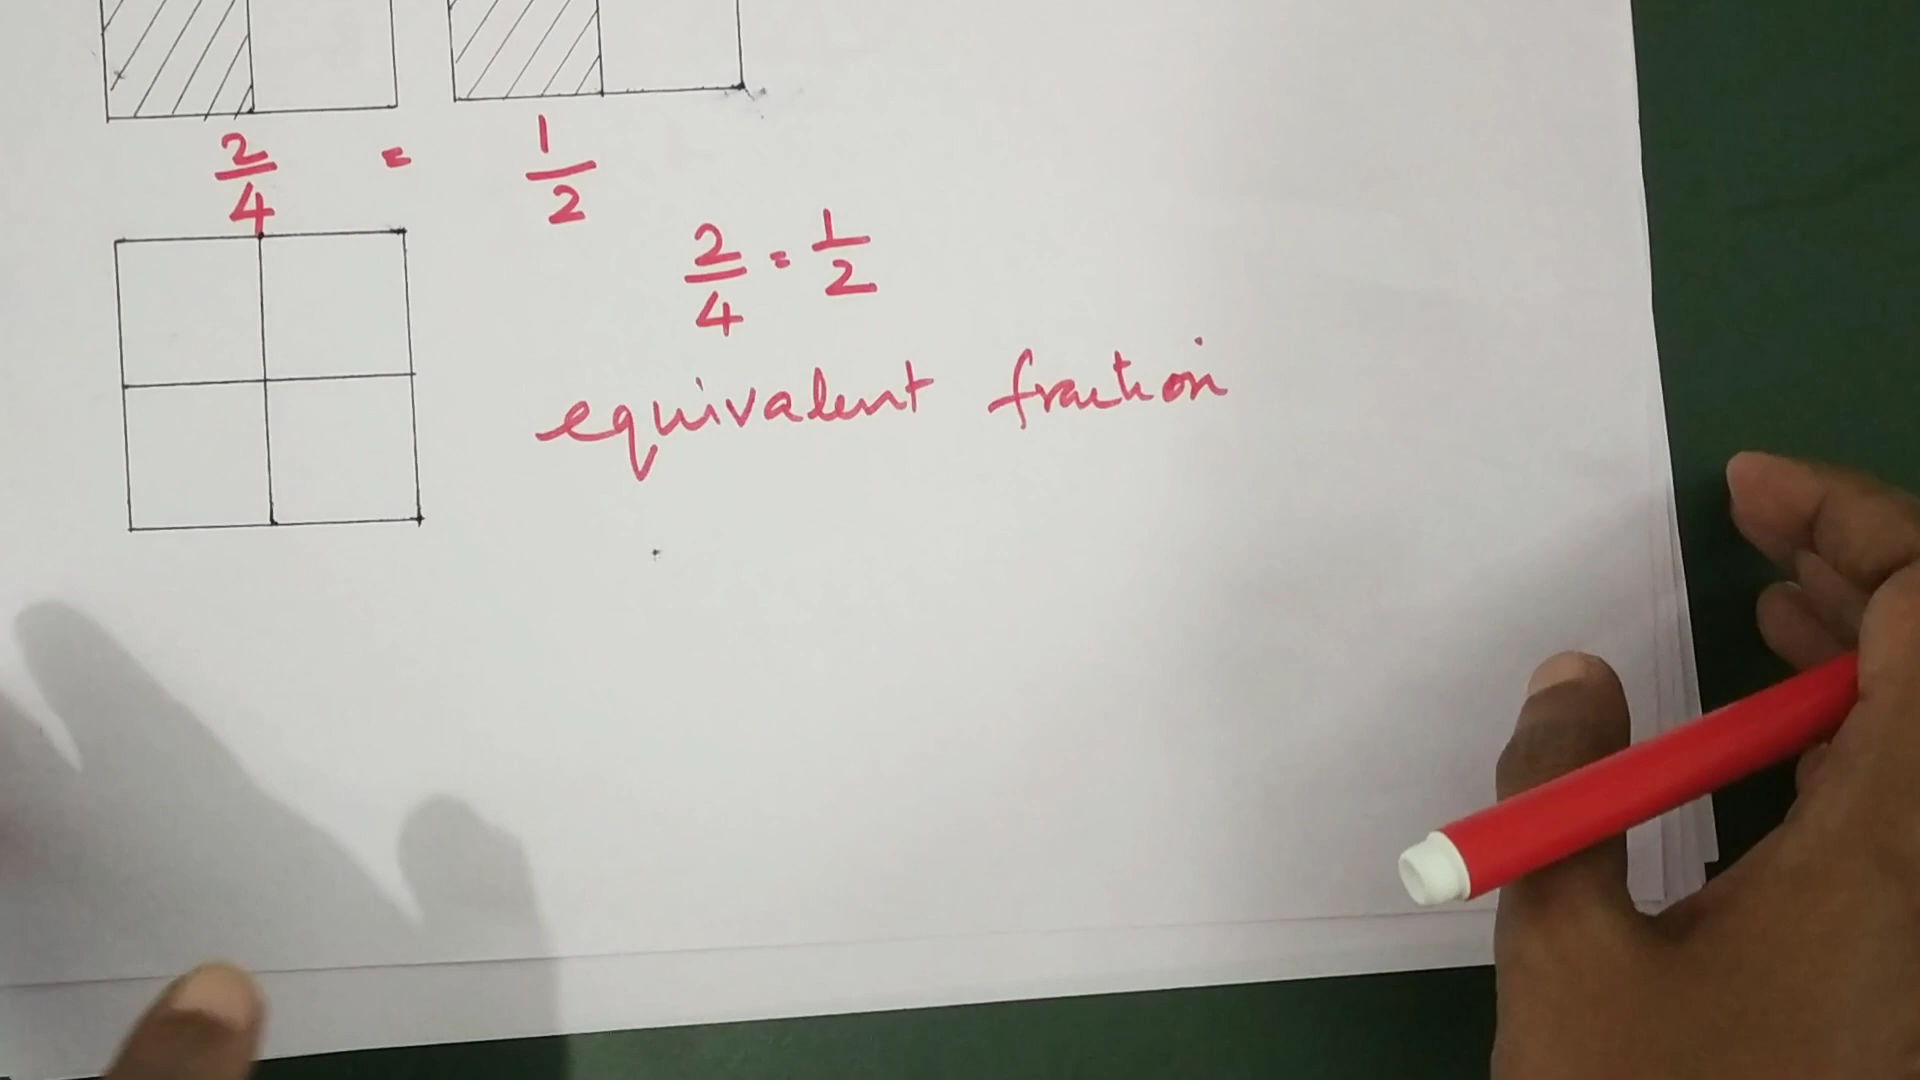 2/4 = 1/2
2/4 = 1/2
equivalent fraction